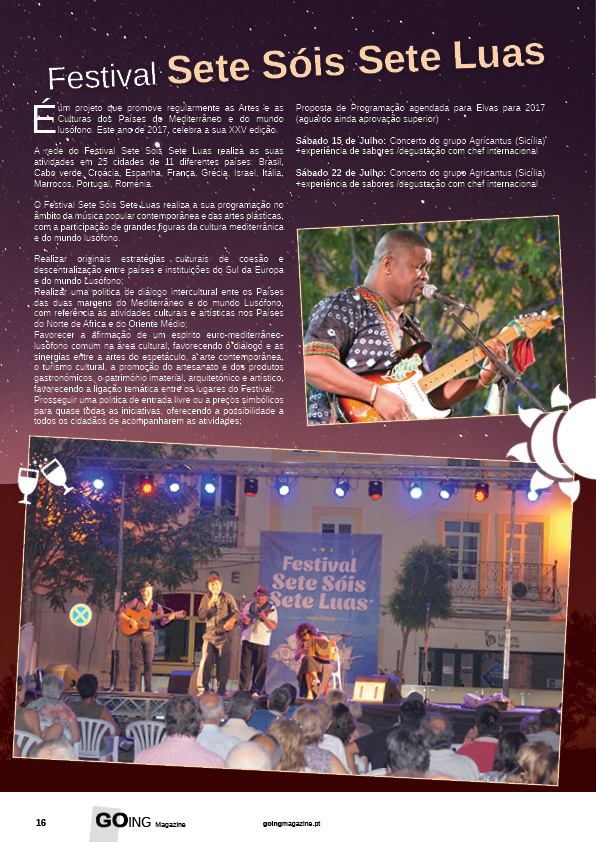 Festival Sete Sóis Sete Luas
É um projeto que promove regularmente as Artes e as
Culturas dos Países do Mediterrâneo e do mundo
lusófono. Este ano de 2017, celebra a sua XXV edição.
A rede do Festival Sete Sóis Sete Luas realiza as suas
atividades em 25 cidades de 11 diferentes países: Brasil,
Cabo verde, Croácia, Espanha, França, Grécia, Israel, Itália,
Marrocos, Portugal, Roménia.
O Festival Sete Sóis Sete Luas realiza a sua programação no
âmbito da música popular contemporânea e das artes plásticas,
com a participação de grandes figuras da cultura mediterrânica
e do mundo lusófono.
Realizar originais estratégias culturais de coesão e
descentralização entre países e instituições do Sul da Europa
e do mundo Lusófono;
Realizar uma política de diálogo intercultural ente os Países
das duas margens do Mediterrâneo e do mundo Lusófono,
com referência às atividades culturais e artísticas nos Países
do Norte de Africa e do Oriente Médio;
Favorecer a afirmação de um espirito euro-mediterrâneo-
lusófono comum na área cultural, favorecendo o diálogo e as
sinergias entre a artes do espetáculo, a arte contemporânea,
o turismo cultural, a promoção do artesanato e dos produtos
gastronómicos, o património imaterial, arquitetónico e artístico,
favorecendo a ligação temática entre os lugares do Festival;
Prosseguir uma politica de entrada livre ou a preços simbólicos
para quase todas as iniciativas, oferecendo a possibilidade a
todos os cidadãos de acompanharem as atividades;
Proposta de Programação agendada para Elvas para 2017
(aguardo ainda aprovação superior)
Sábado 15 de Julho: Concerto do grupo Agricantus (Sicília)
+experiência de sabores /degustação com chef internacional
Sábado 22 de Julho: Concerto do grupo Agricantus (Sicília)
+experiência de sabores /degustação com chef internacional
Festival
Sete Sóis
Sete Luas
16
GOING Magazine
goingmagazine.pt